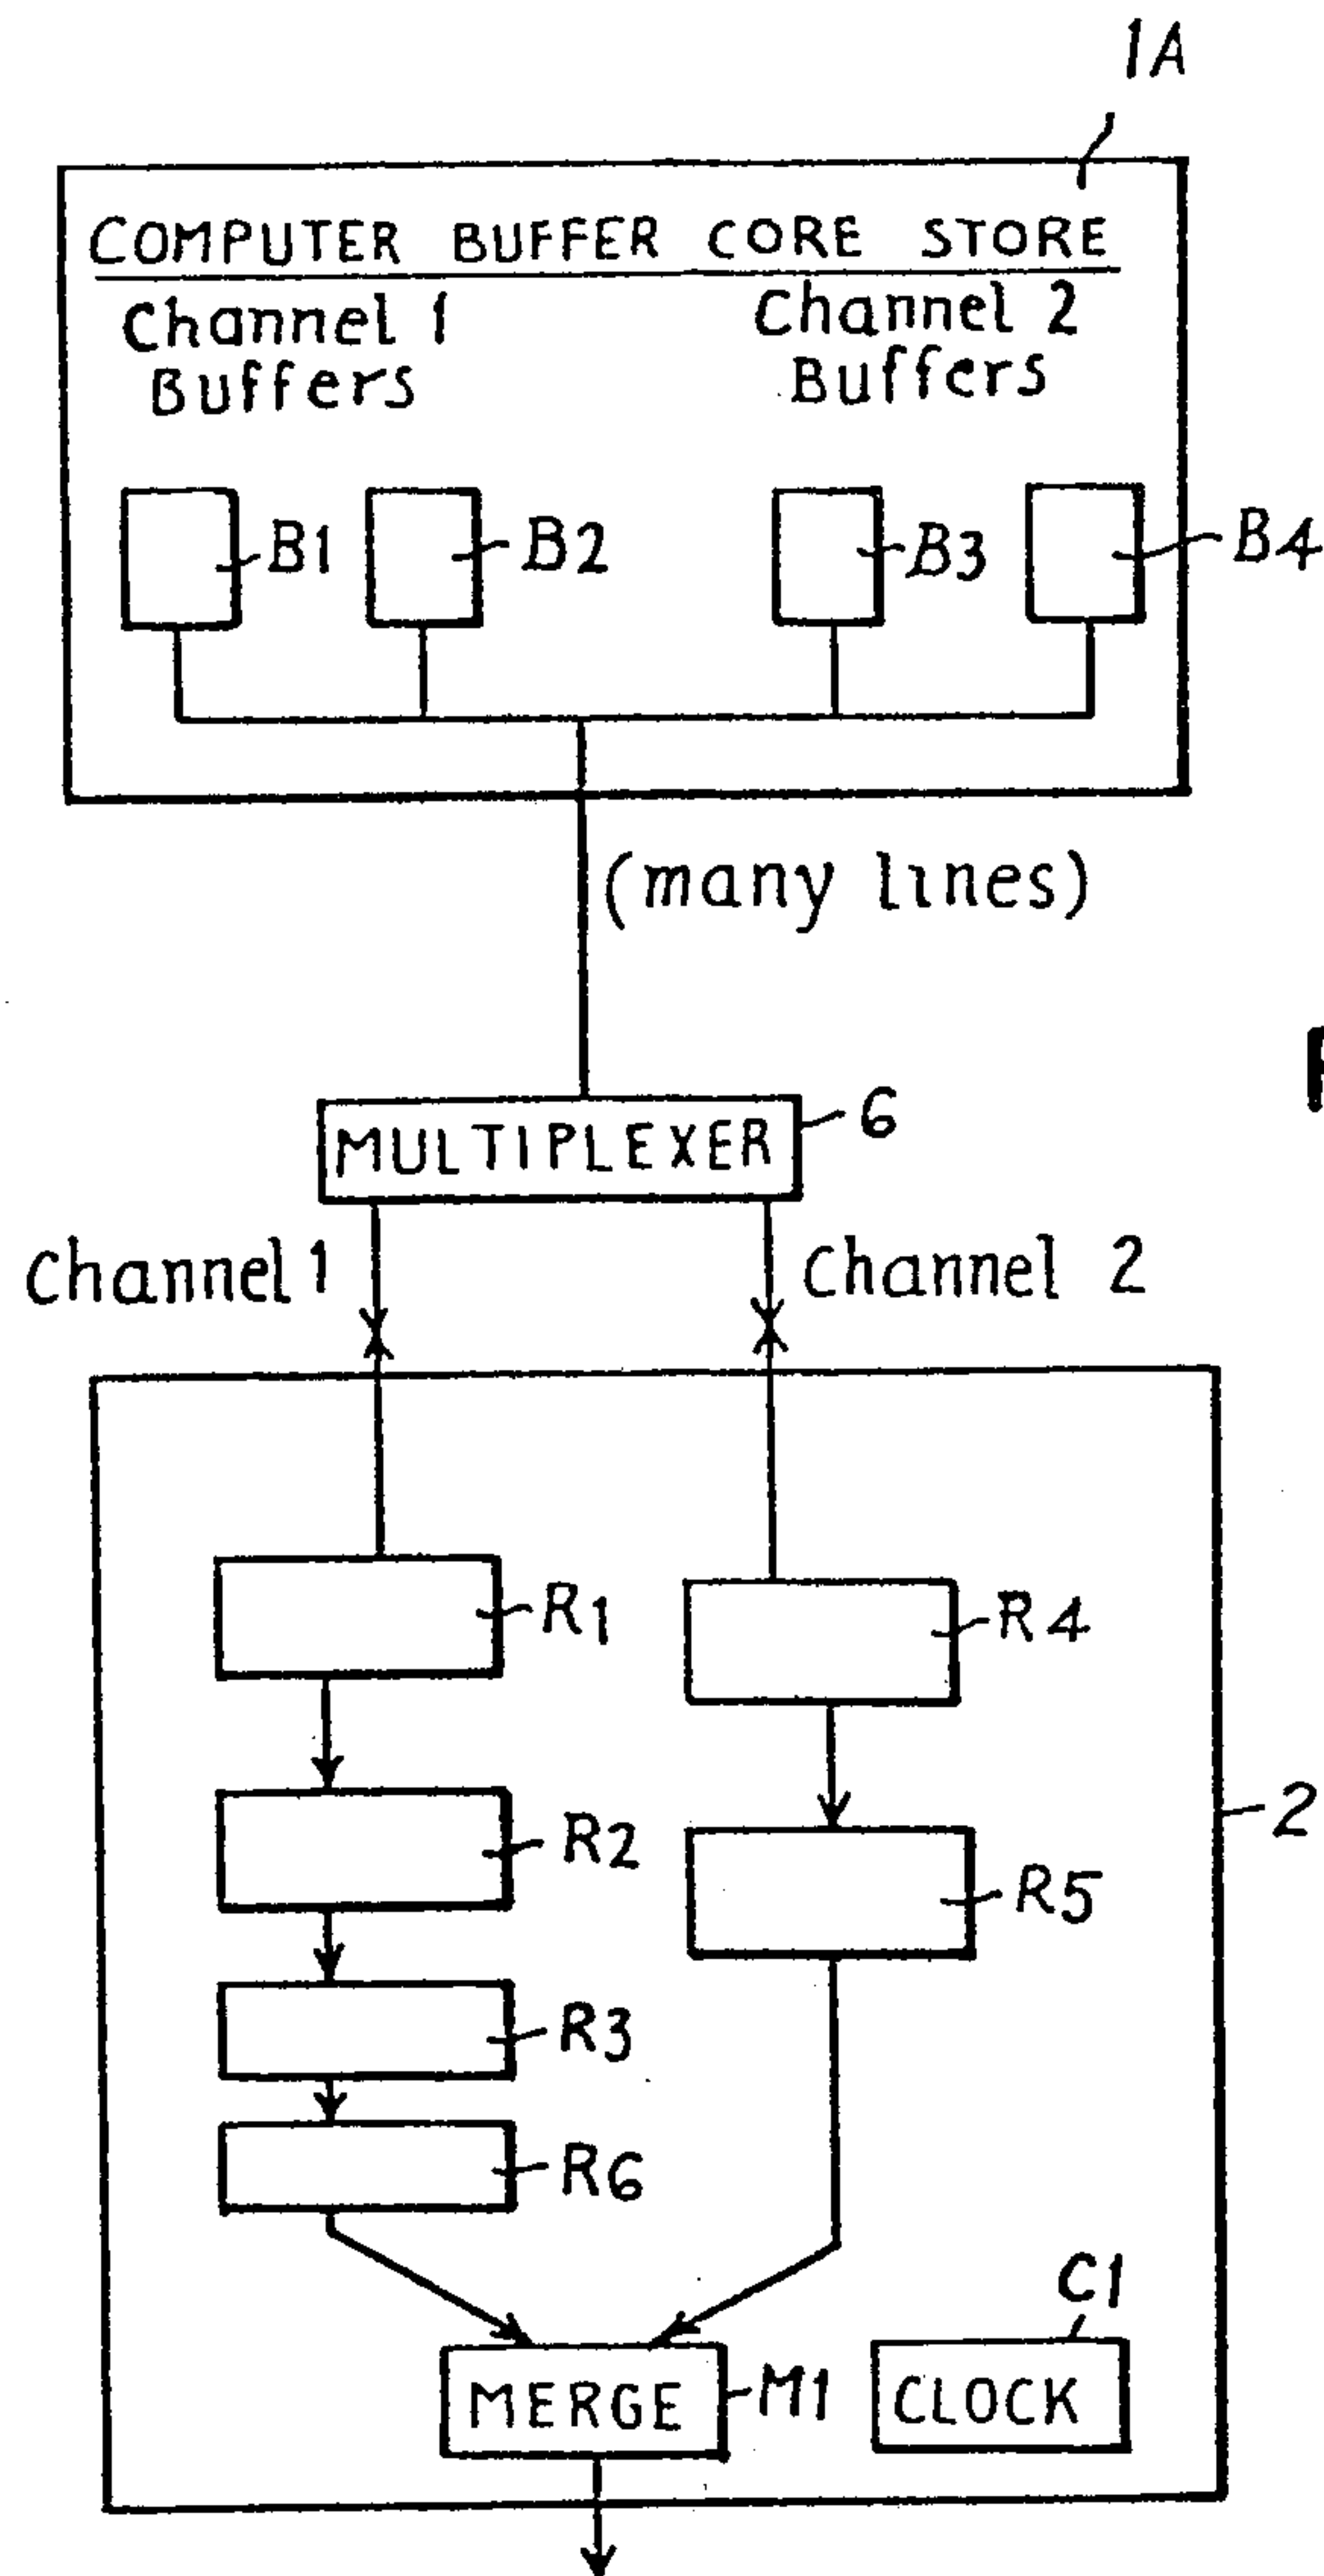 1A
COMPUTER BUFFER CORE STORE
Channel 1
Buffers
Channel 2
Buffers
B1
B2
B3
B4
(many lines)
MULTIPLEXER
6
Channel 1
Channel 2
R1
R4
R2
2
R5
R3
R6
C1
MERGE
M1
CLOCK